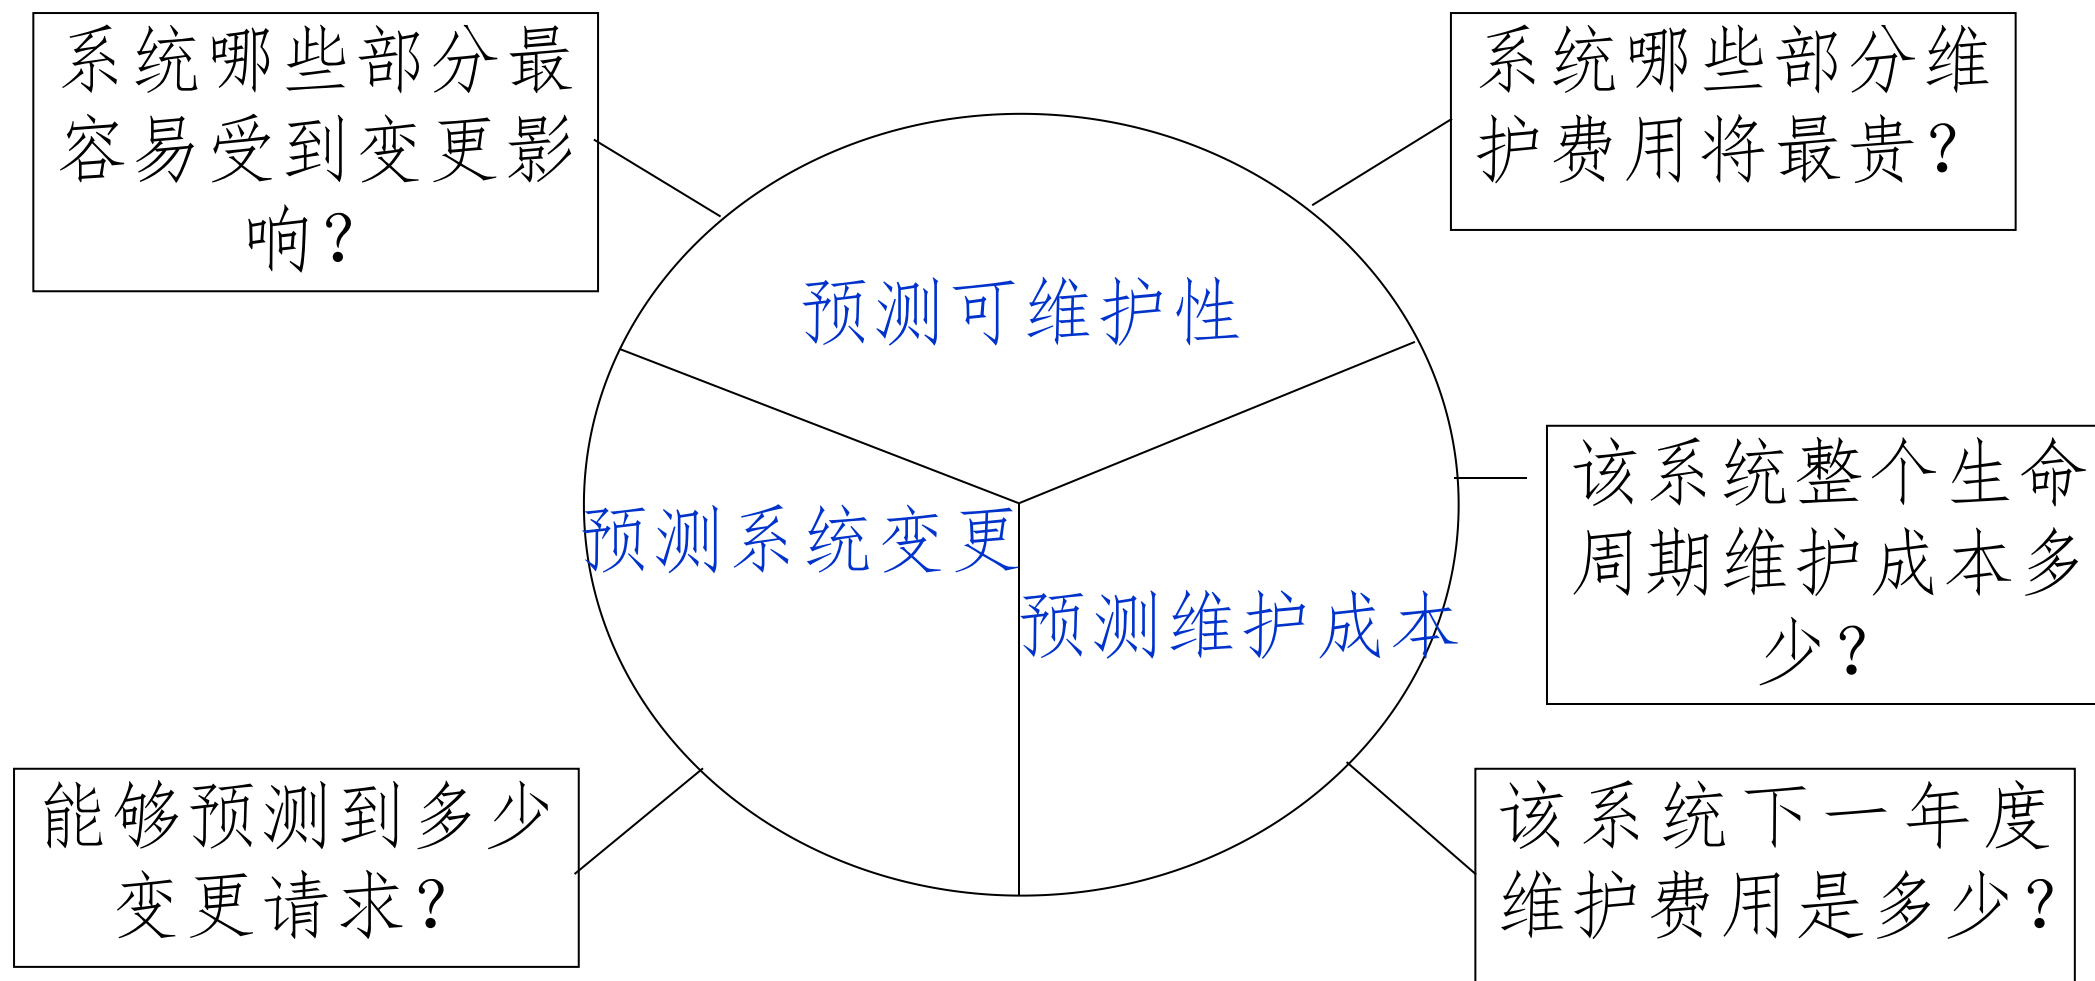 系统哪些部分最
容易受到变更影
响？
系统哪些部分维
护费用将最贵？
预测可维护性
预测系统变更
预测维护成本
该系统整个生命
周期维护成本多
少？
能够预测到多少
变更请求？
该系统下一年度
维护费用是多少？